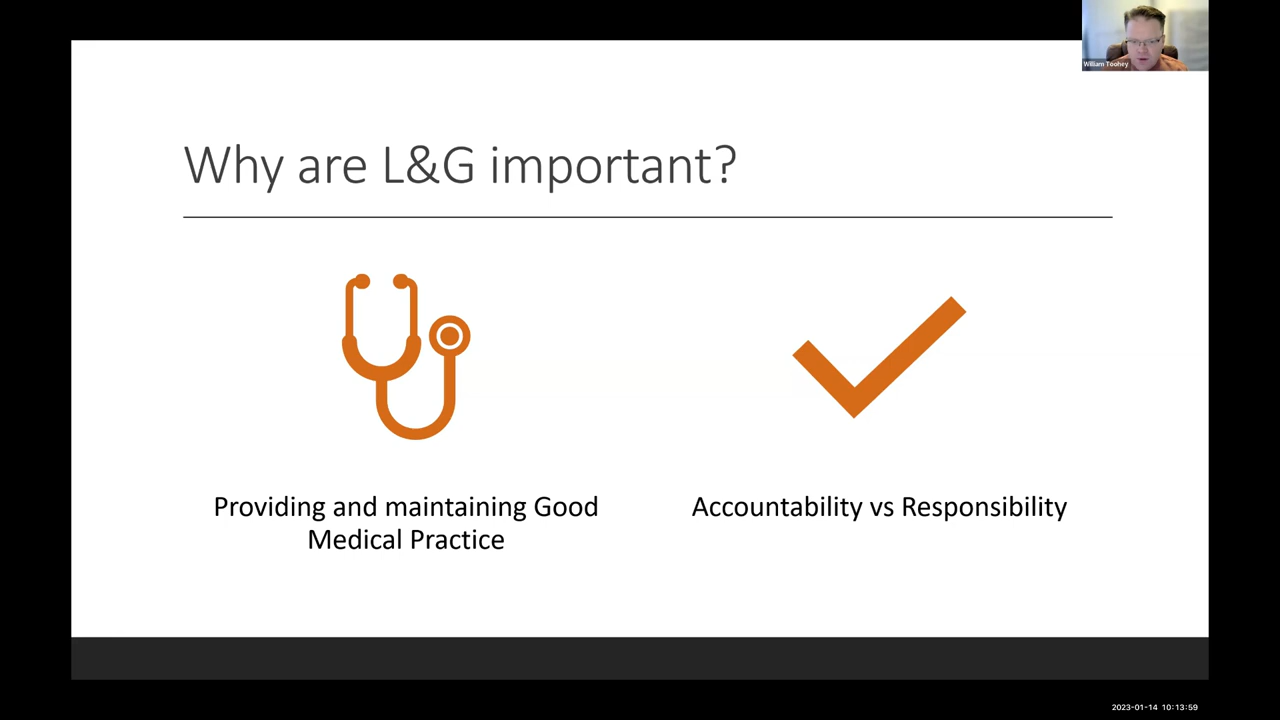 William Toohey
Why are L&G important?
Providing and maintaining Good
Medical Practice
Accountability vs Responsibility
2023-01-14 10:13:59